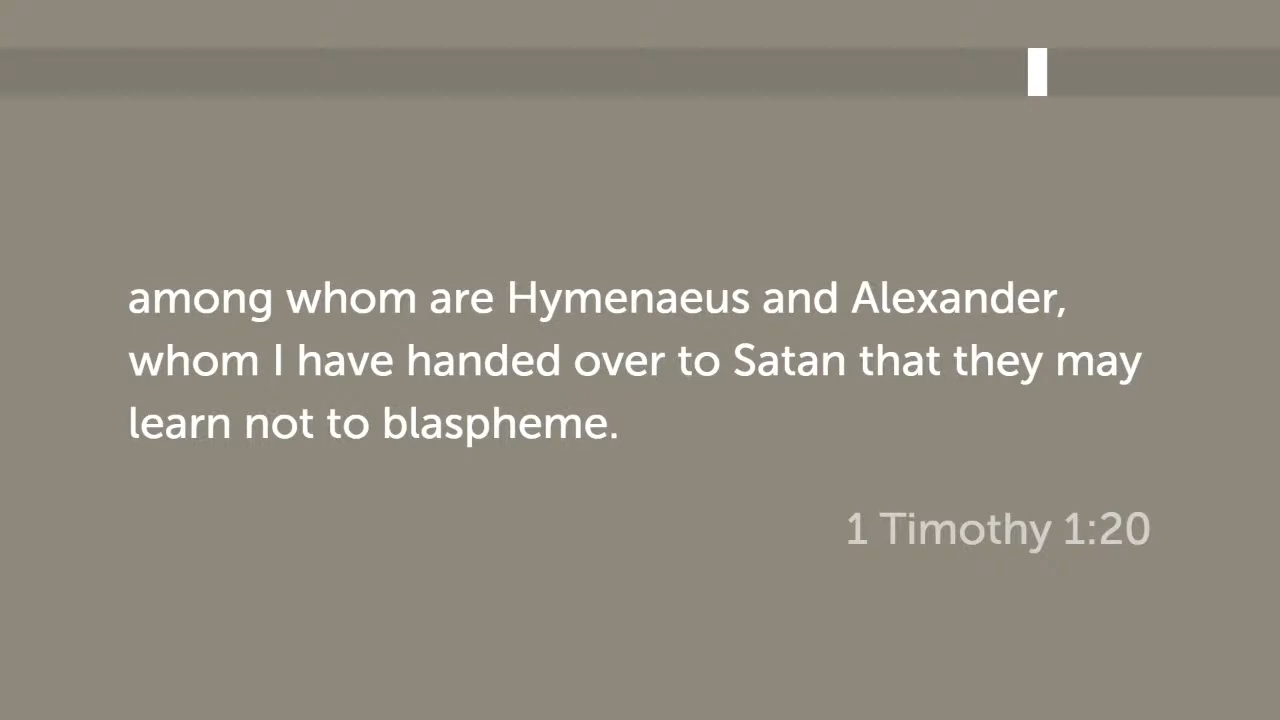 among whom are Hymenaeus and Alexander,
whom I have handed over to Satan that they may
learn not to blaspheme.
1 Timothy 1:20